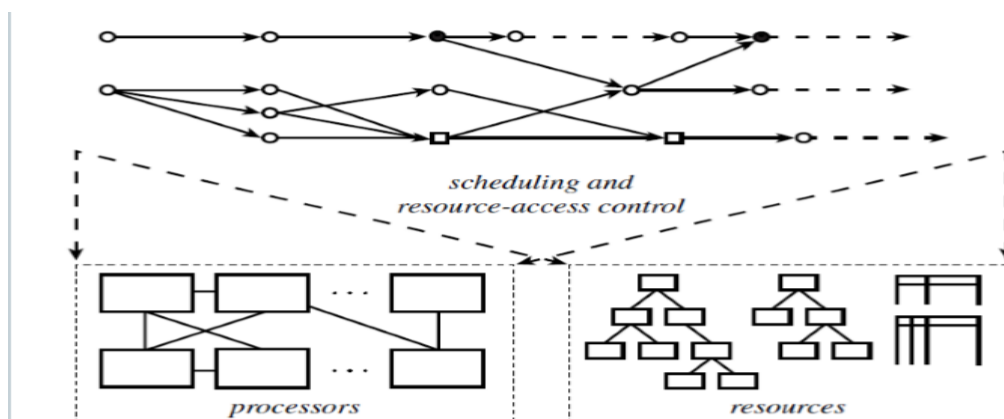 scheduling and
resource-access control
processors
resources